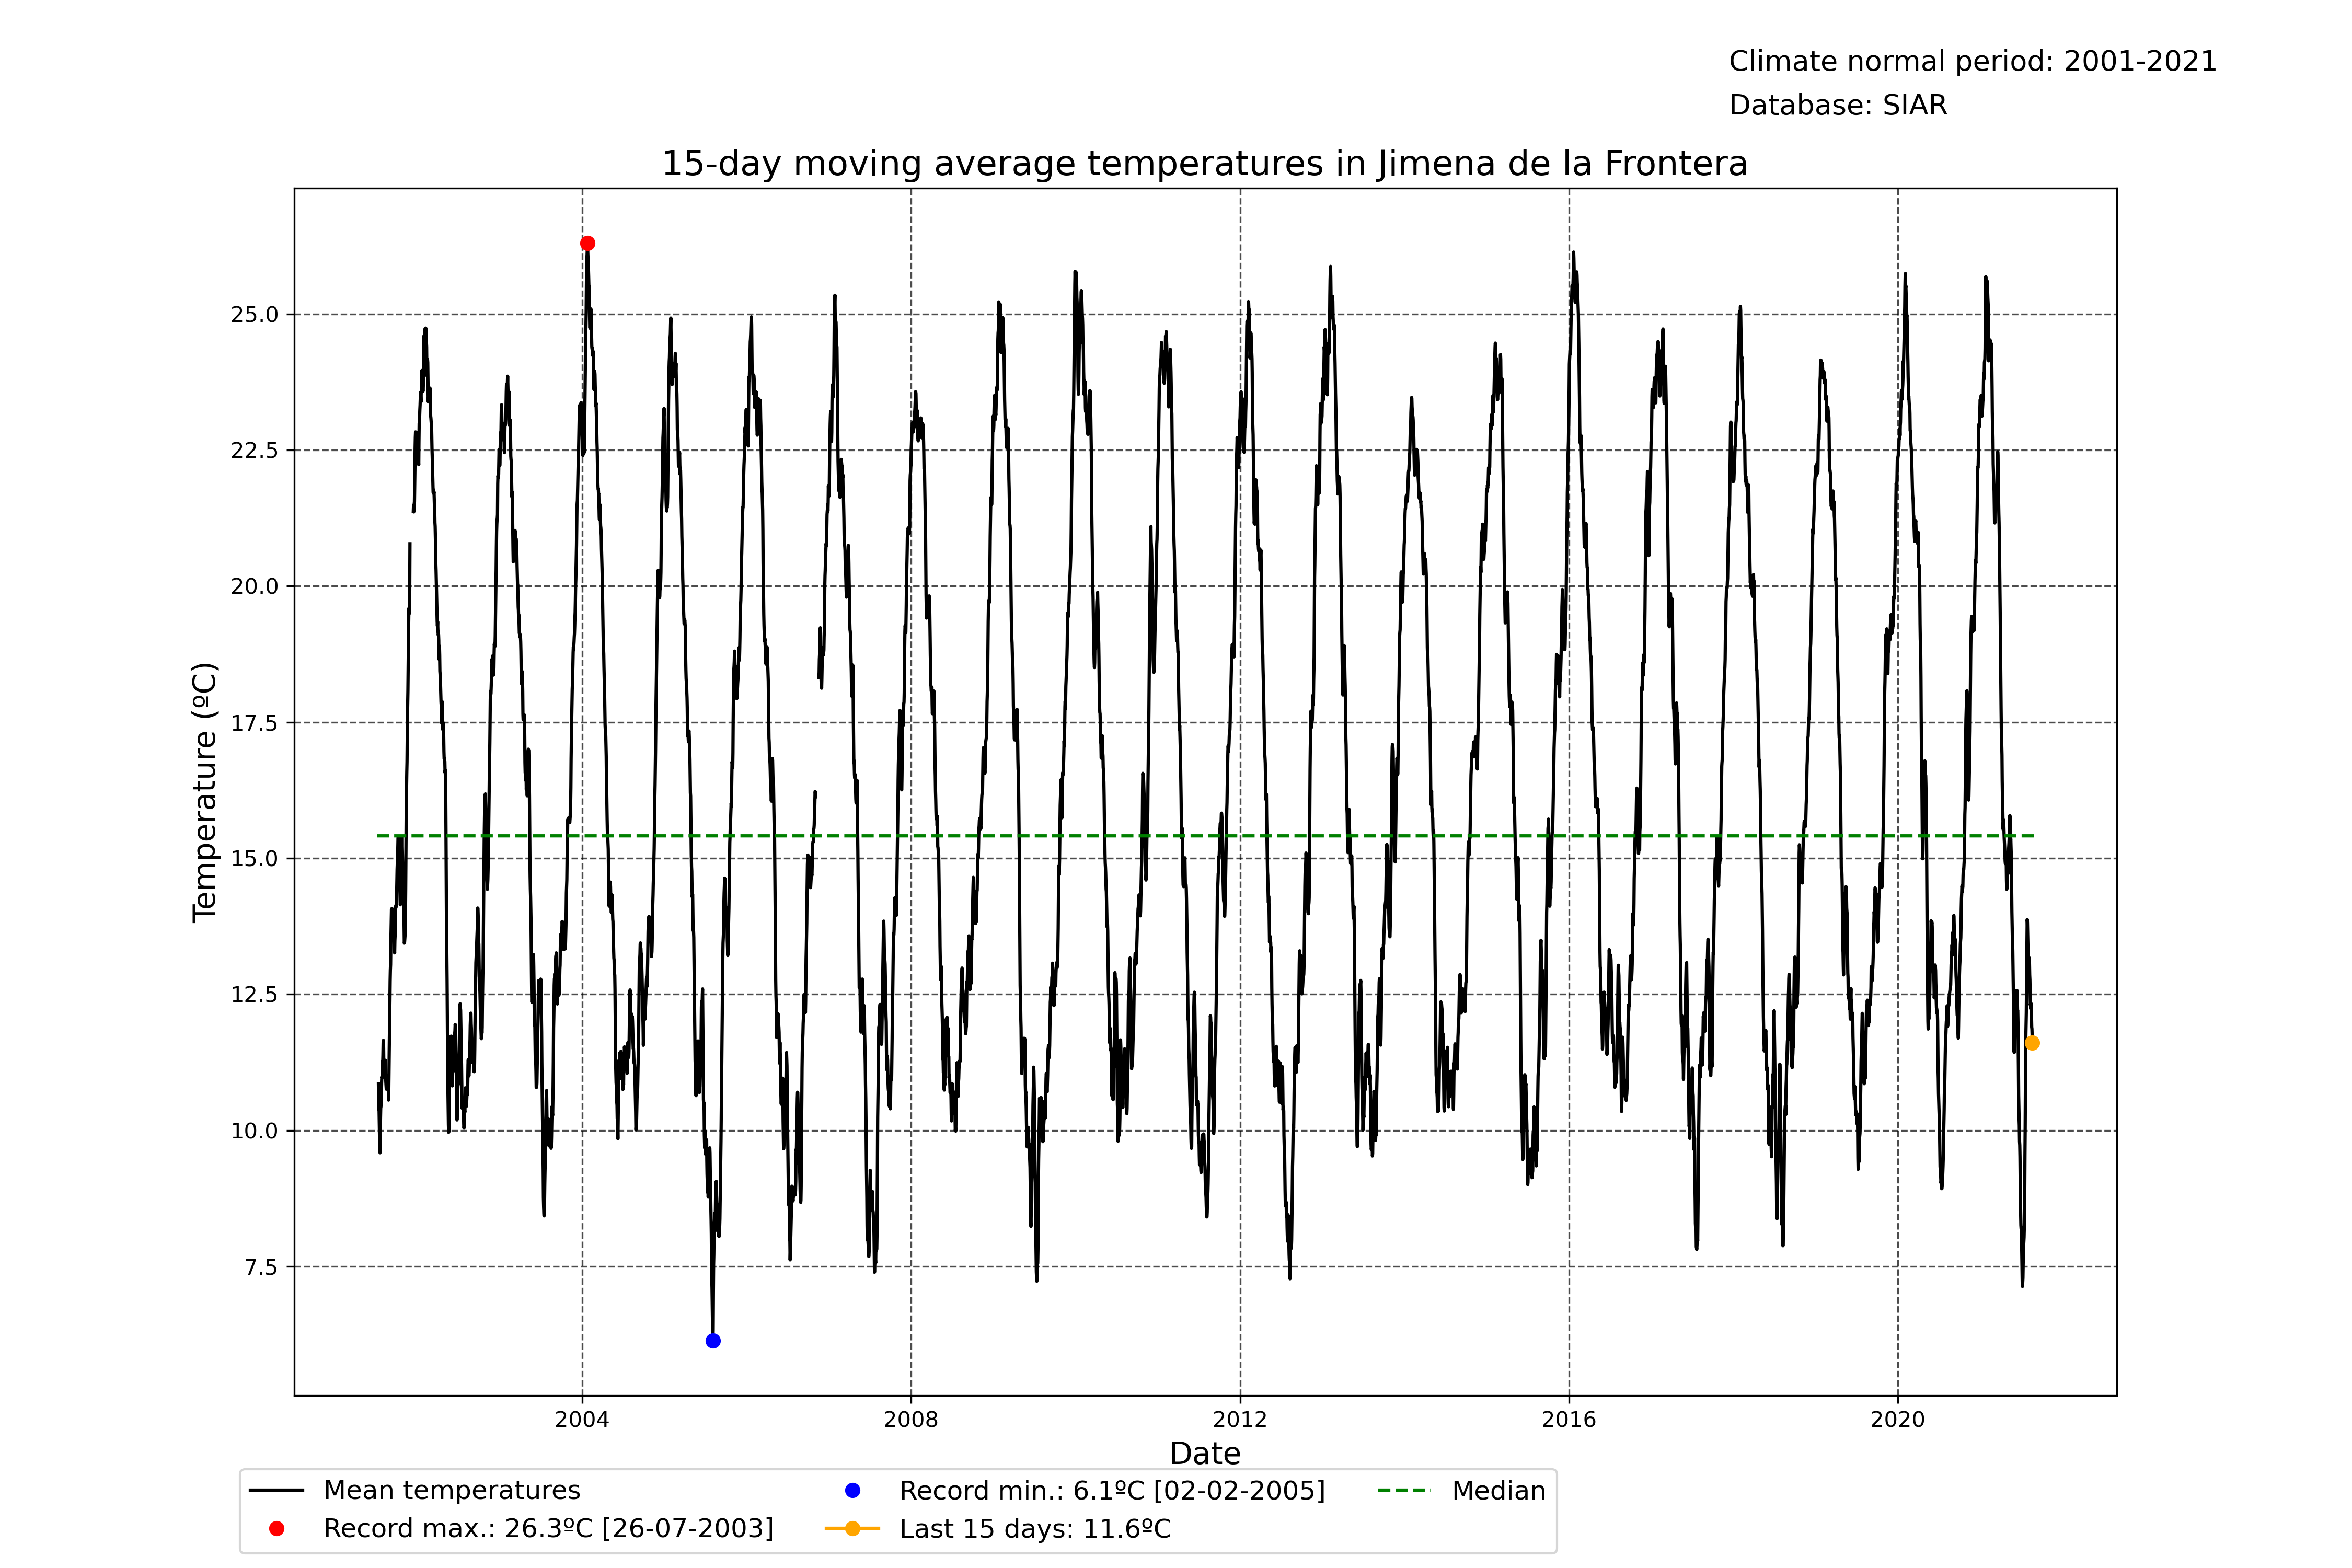 Climate normal period: 2001-2021
Database: SIAR
15-day moving average temperatures in Jimena de la Frontera
Temperature (ºC)
25.0
22.5
20.0
17.5
15.0
12.5
10.0
7.5
2004
2008
2012
2016
2020
Date
Mean temperatures
Record max.: 26.3ºC [26-07-2003]
Record min.: 6.1ºC [02-02-2005]
Last 15 days: 11.6ºC
Median